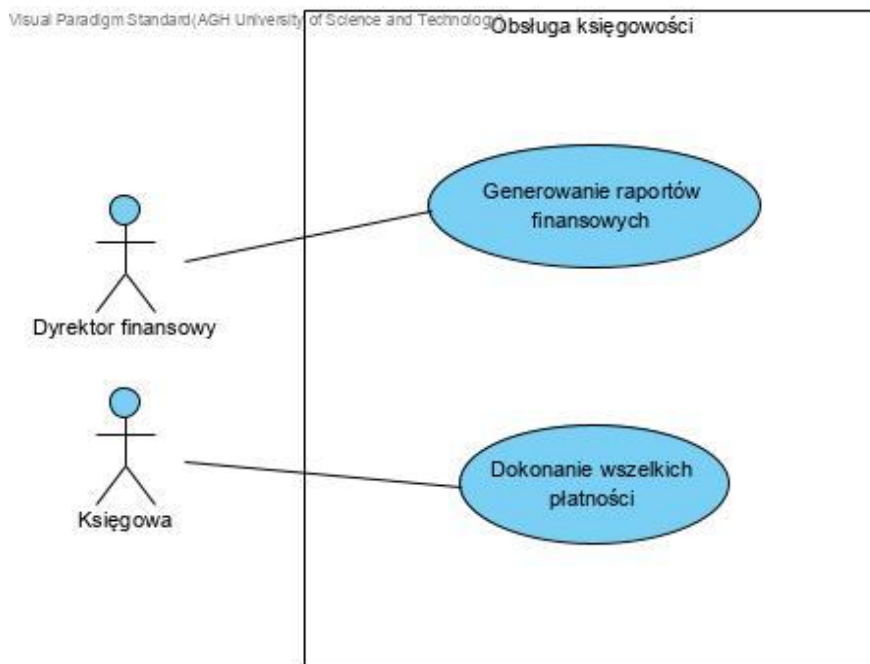 Visual Paradigm Standard(AGH University of Science and Technology)
Obsługa księgowości
Generowanie raportów
finansowych
Dyrektor finansowy
Dokonanie wszelkich
płatności
Księgowa